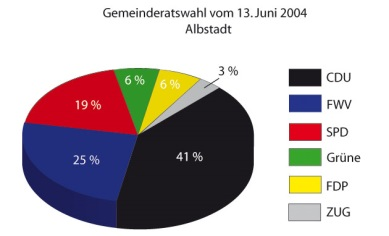 Gemeinderatswahl vom 13. Juni 2004
Albstadt
6 %
6 %
3 %
19 %
25 %
41 %
CDU
FWV
SPD
Grüne
FDP
ZUG